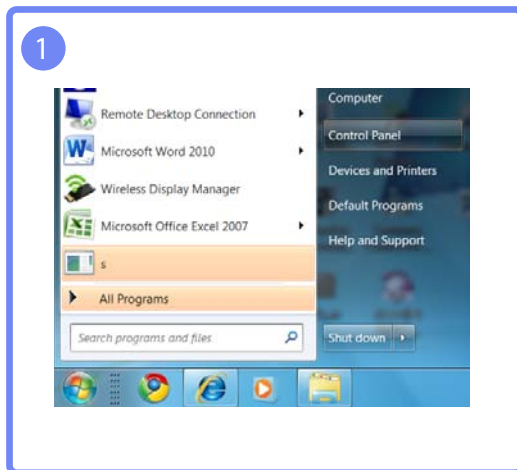 1
Remote Desktop Connection
Microsoft Word 2010
Wireless Display Manager
Microsoft Office Excel 2007
s
All Programs
Search programs and files
Computer
Control Panel
Devices and Printers
Default Programs
Help and Support
Shut down